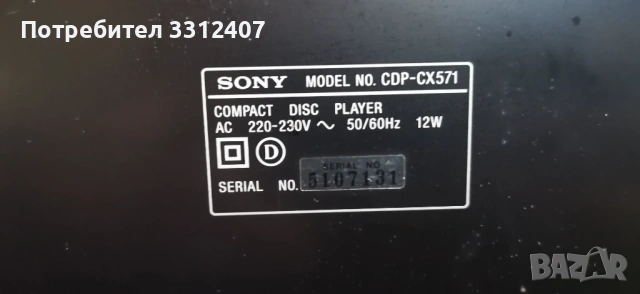 Потребител 3312407
SONY MODEL NO. CDP-CX571
COMPACT DISC PLAYER
AC 220-230V ~ 50/60Hz 12W
D
SERIAL NO.
SERIAL NO.
5107131
BAZAR